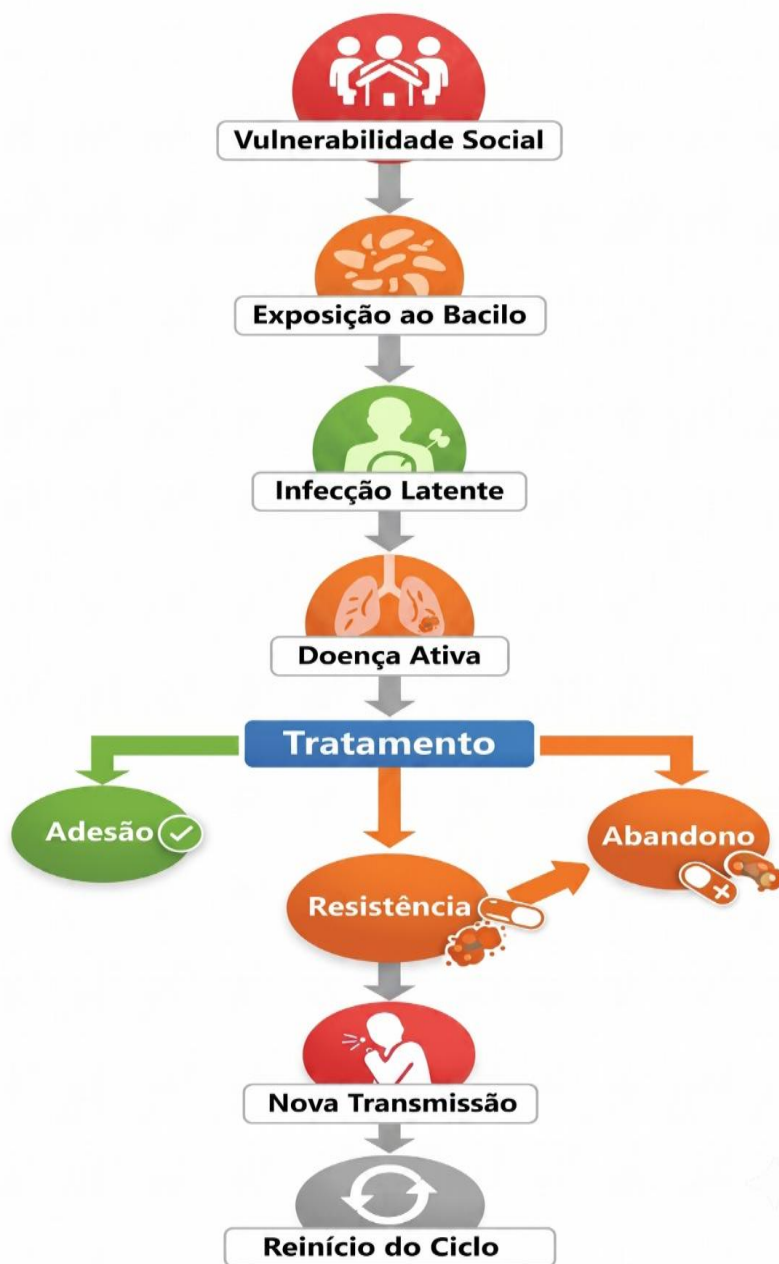 Vulnerabilidade Social
Exposição ao Bacilo
Infecção Latente
Doença Ativa
Tratamento
Adesão
Abandono
Resistência
Nova Transmissão
Reinício do Ciclo